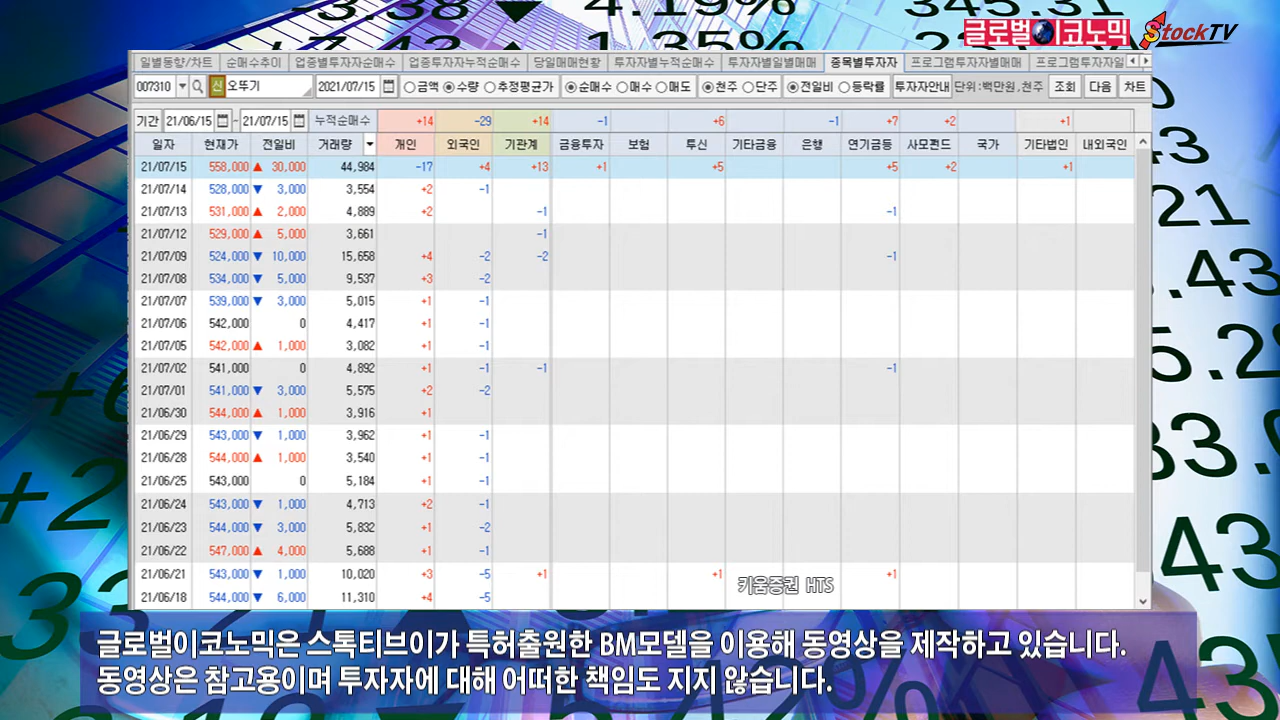 -3.38 ▼ 4.19% 345.31
+7.43 ▲ 1.35%
글로벌이코노믹 StockTV
일별동향/차트 순매수추이 업종별투자자순매수 업종투자자누적순매수 당일매매현황 투자자별누적순매수 투자자별일별매매 종목별투자자 프로그램투자자별매매 프로그램투자자일
007310 신 오뚜기 2021/07/15 금액 수량 추정평균가 순매수 매수 매도 천주 단주 전일비 등락률 투자자안내 단위:백만원,천주 조회 다음 차트
기간 21/06/15 - 21/07/15 누적순매수 +14 -29 +14 -1 +6 -1 +7 +2 +1
일자 현재가 전일비 거래량 개인 외국인 기관계 금융투자 보험 투신 기타금융 은행 연기금등 사모펀드 국가 기타법인 내외국인
21/07/15 558,000 ▲ 30,000 44,984 -17 +4 +13 +1 +5 +5 +2 +1
21/07/14 528,000 ▼ 3,000 3,554 +2 -1
21/07/13 531,000 ▲ 2,000 4,889 +2 -1 -1
21/07/12 529,000 ▲ 5,000 3,661 -1
21/07/09 524,000 ▼ 10,000 15,658 +4 -2 -2 -1
21/07/08 534,000 ▼ 5,000 9,537 +3 -2
21/07/07 539,000 ▼ 3,000 5,015 +1 -1
21/07/06 542,000 0 4,417 +1 -1
21/07/05 542,000 ▲ 1,000 3,082 +1 -1
21/07/02 541,000 0 4,892 +1 -1 -1 -1
21/07/01 541,000 ▼ 3,000 5,575 +2 -2
21/06/30 544,000 ▲ 1,000 3,916 +1
21/06/29 543,000 ▼ 1,000 3,962 +1 -1
21/06/28 544,000 ▲ 1,000 3,540 +1 -1
21/06/25 543,000 0 5,184 +1 -1
21/06/24 543,000 ▼ 1,000 4,713 +2 -1
21/06/23 544,000 ▼ 3,000 5,832 +1 -2
21/06/22 547,000 ▲ 4,000 5,688 +1 -1
21/06/21 543,000 ▼ 1,000 10,020 +3 -5 +1 +1 +1
21/06/18 544,000 ▼ 6,000 11,310 +4 -5
키움증권 HTS
글로벌이코노믹은 스톡티브이가 특허출원한 BM모델을 이용해 동영상을 제작하고 있습니다.
동영상은 참고용이며 투자자에 대해 어떠한 책임도 지지 않습니다.